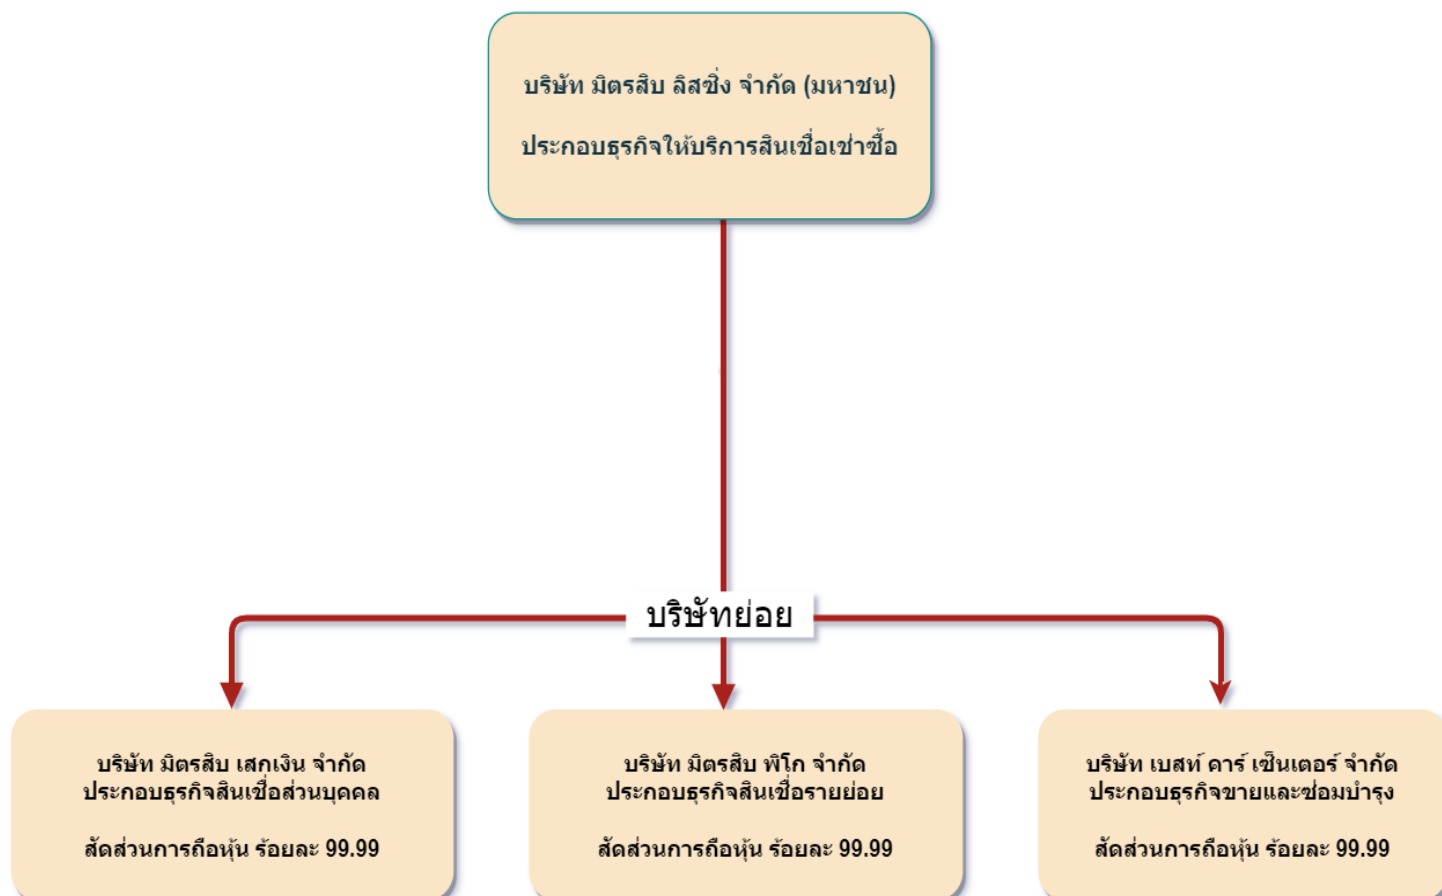 บริษัท มิตรสิบ ลิสซิ่ง จำกัด (มหาชน)
ประกอบธุรกิจให้บริการสินเชื่อเช่าซื้อ
บริษัทย่อย
บริษัท มิตรสิบ เสกเงิน จำกัด
ประกอบธุรกิจสินเชื่อส่วนบุคคล
สัดส่วนการถือหุ้น ร้อยละ 99.99
บริษัท มิตรสิบ พิโก จำกัด
ประกอบธุรกิจสินเชื่อรายย่อย
สัดส่วนการถือหุ้น ร้อยละ 99.99
บริษัท เบสท์ คาร์ เซ็นเตอร์ จำกัด
ประกอบธุรกิจขายและซ่อมบำรุง
สัดส่วนการถือหุ้น ร้อยละ 99.99